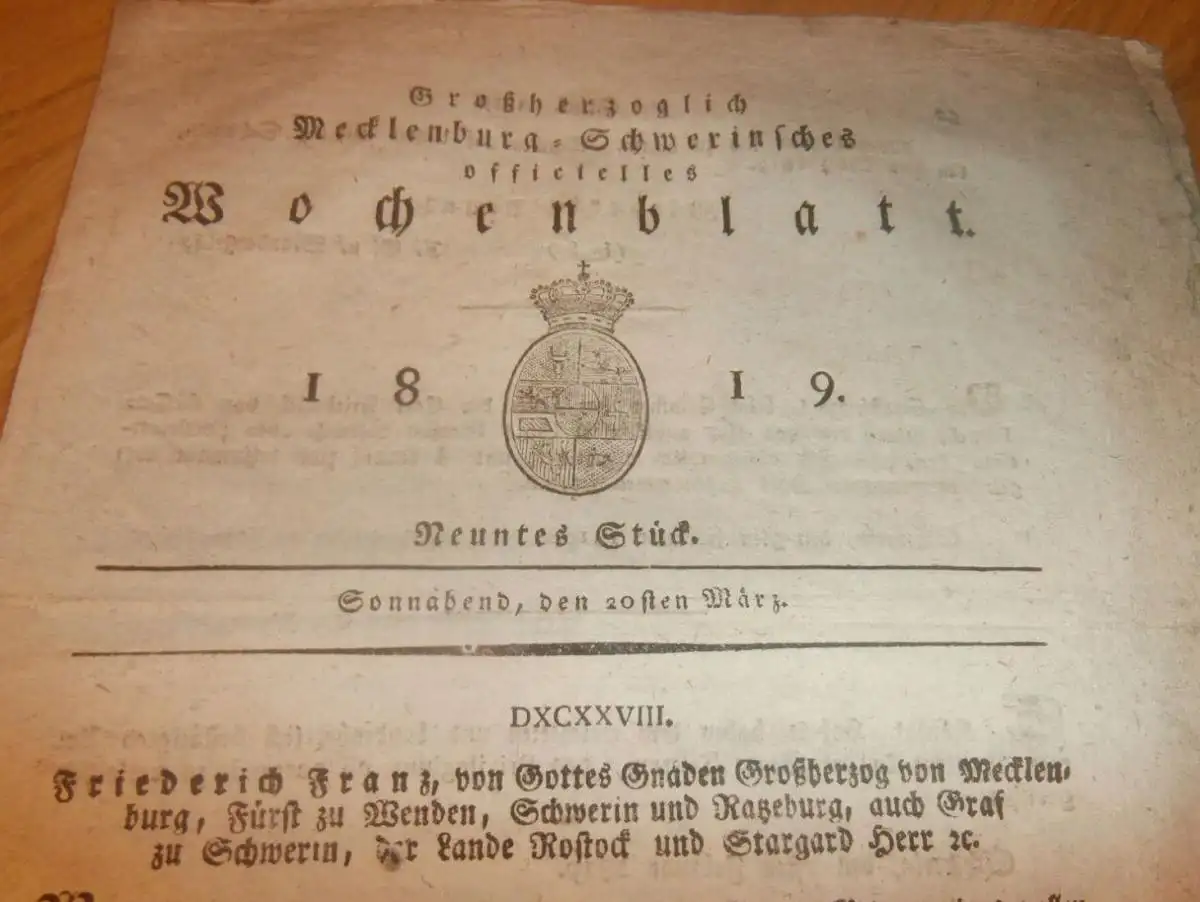 Großherzoglich
Mecklenburg-Schwerinsches
officielles
Wochenblatt.
1819.
Neuntes Stück.
Sonnabend, den 20sten März.
DXCXXVIII.
Friederich Franz, von Gottes Gnaden Großherzog von Mecklen-
burg, Fürst zu Wenden, Schwerin und Ratzeburg, auch Graf
zu Schwerin, der Lande Rostock und Stargard Herr ꝛc.